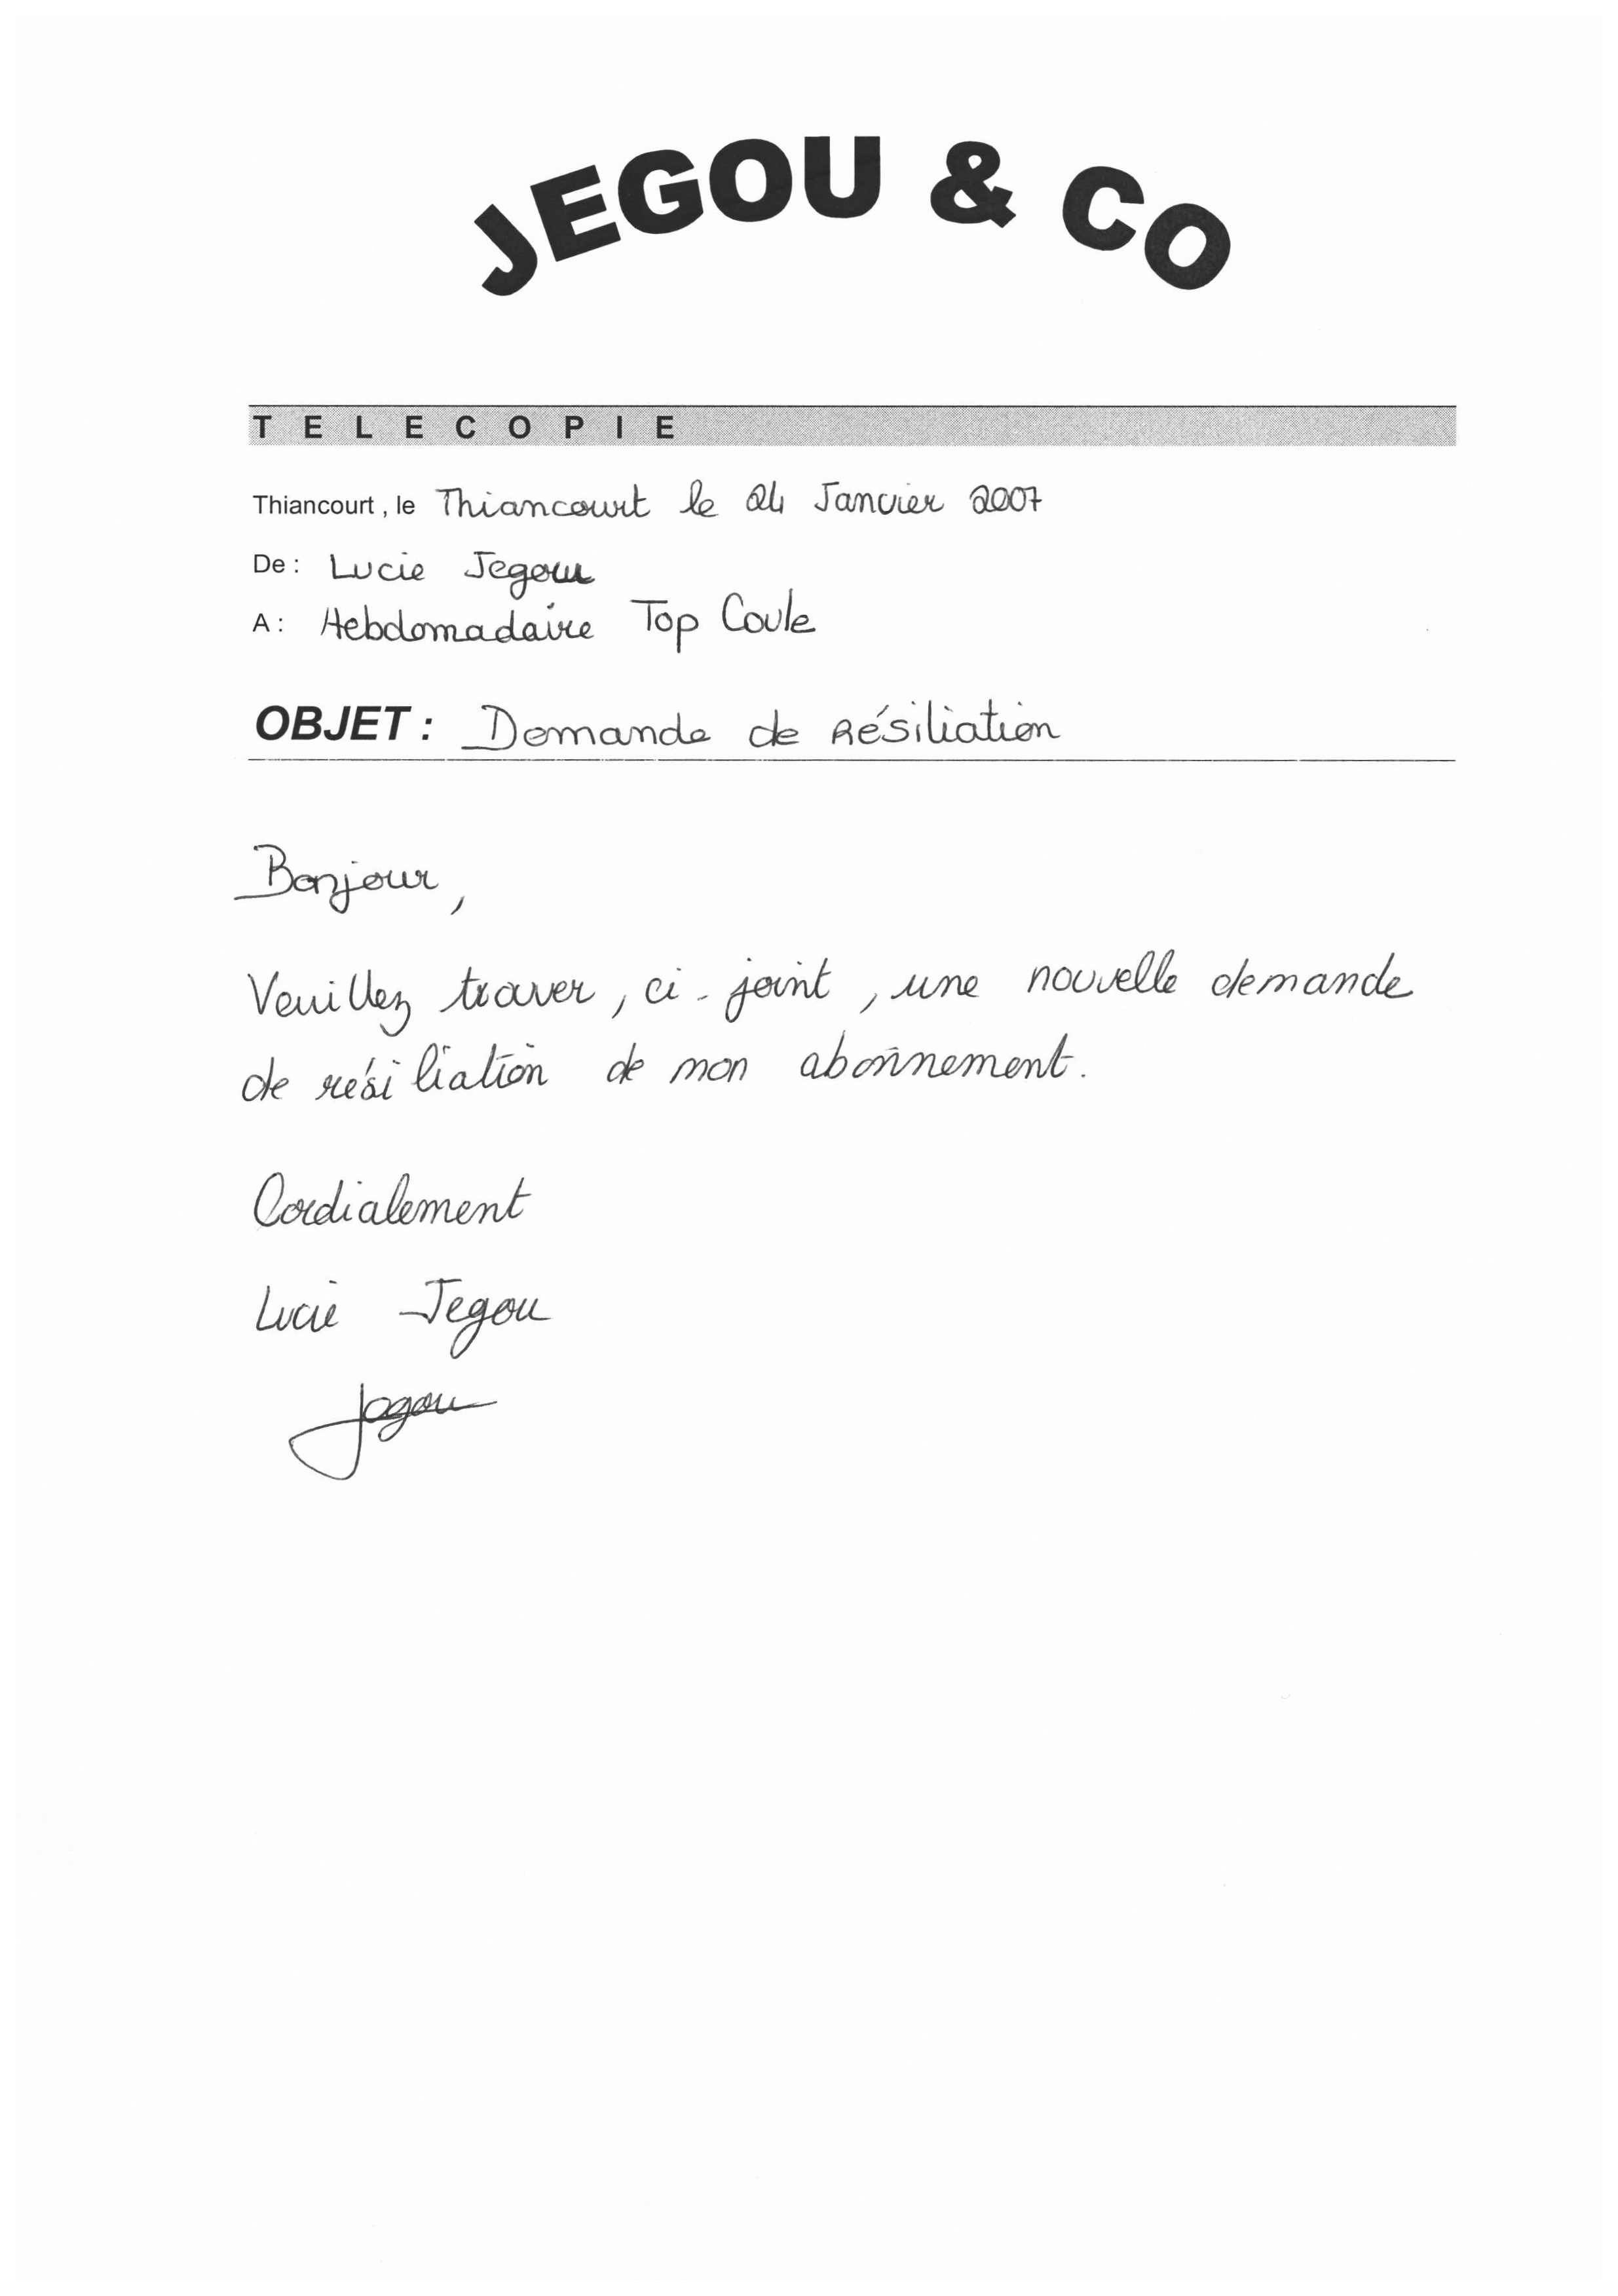 JEGOU & CO
TELECOPIE
Thiancourt , le Thiancourt le 24 Janvier 2007
De : Lucie Jegou
A : Hebdomadaire Top Coule
OBJET : Demande de Résiliation
Bonjour,
Veuillez trouver, ci-joint, une nouvelle demande
de résiliation de mon abonnement.
Cordialement
Lucie Jegou
Jegou